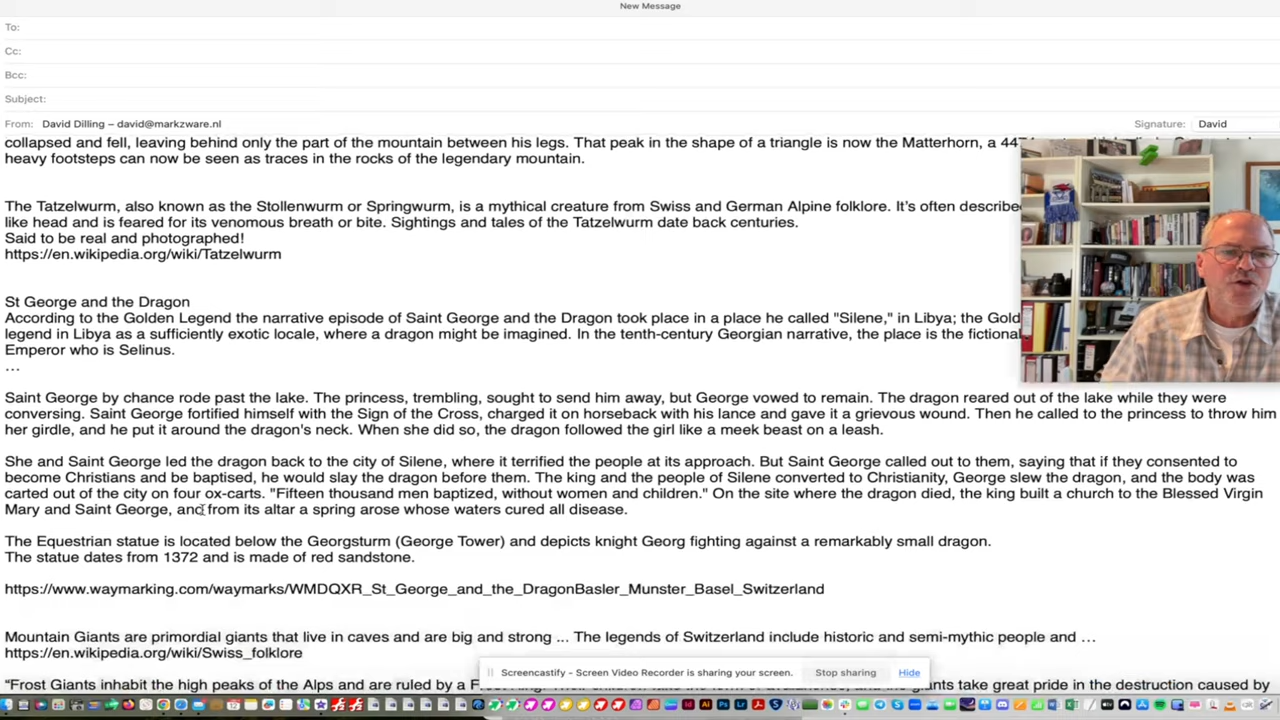 New Message
To:
Cc:
Bcc:
Subject:
From: David Dilling – david@markzware.nl
Signature: David
collapsed and fell, leaving behind only the part of the mountain between his legs. That peak in the shape of a triangle is now the Matterhorn, a
heavy footsteps can now be seen as traces in the rocks of the legendary mountain.
The Tatzelwurm, also known as the Stollenwurm or Springwurm, is a mythical creature from Swiss and German Alpine folklore. It's often describe
like head and is feared for its venomous breath or bite. Sightings and tales of the Tatzelwurm date back centuries.
Said to be real and photographed!
https://en.wikipedia.org/wiki/Tatzelwurm
St George and the Dragon
According to the Golden Legend the narrative episode of Saint George and the Dragon took place in a place he called "Silene," in Libya; the Gold
legend in Libya as a sufficiently exotic locale, where a dragon might be imagined. In the tenth-century Georgian narrative, the place is the fictional
Emperor who is Selinus.
...
Saint George by chance rode past the lake. The princess, trembling, sought to send him away, but George vowed to remain. The dragon reared out of the lake while they were
conversing. Saint George fortified himself with the Sign of the Cross, charged it on horseback with his lance and gave it a grievous wound. Then he called to the princess to throw him
her girdle, and he put it around the dragon's neck. When she did so, the dragon followed the girl like a meek beast on a leash.
She and Saint George led the dragon back to the city of Silene, where it terrified the people at its approach. But Saint George called out to them, saying that if they consented to
become Christians and be baptised, he would slay the dragon before them. The king and the people of Silene converted to Christianity, George slew the dragon, and the body was
carted out of the city on four ox-carts. "Fifteen thousand men baptized, without women and children." On the site where the dragon died, the king built a church to the Blessed Virgin
Mary and Saint George, and from its altar a spring arose whose waters cured all disease.
The Equestrian statue is located below the Georgsturm (George Tower) and depicts knight Georg fighting against a remarkably small dragon.
The statue dates from 1372 and is made of red sandstone.
https://www.waymarking.com/waymarks/WMDQXR_St_George_and_the_DragonBasler_Munster_Basel_Switzerland
Mountain Giants are primordial giants that live in caves and are big and strong ... The legends of Switzerland include historic and semi-mythic people and ...
https://en.wikipedia.org/wiki/Swiss_folklore
Screencastify - Screen Video Recorder is sharing your screen. Stop sharing Hide
"Frost Giants inhabit the high peaks of the Alps and are ruled by a giants take great pride in the destruction caused by